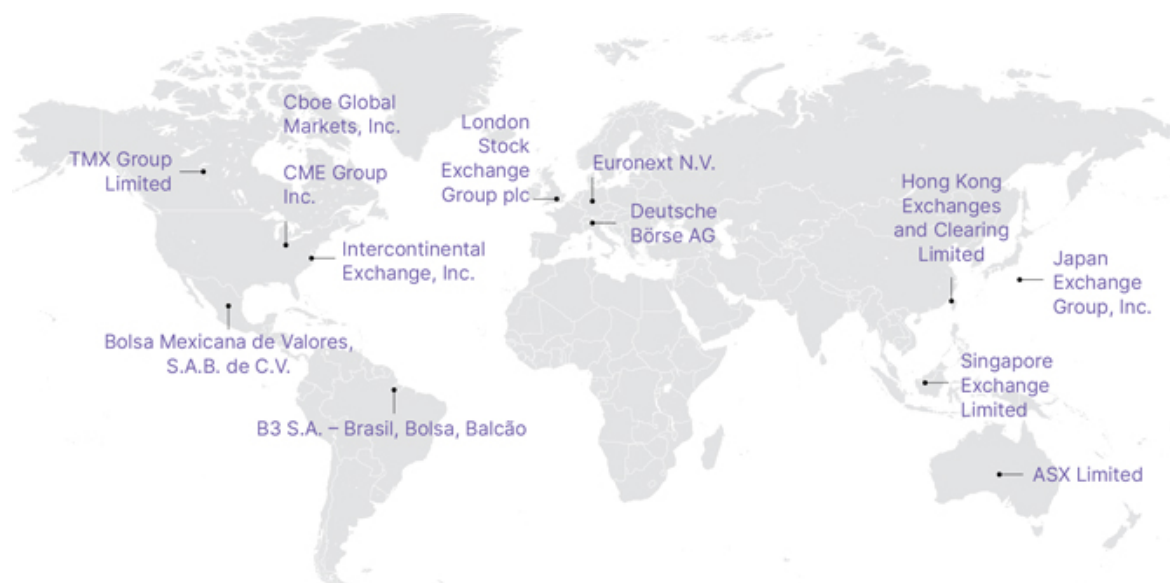 Cboe Global
Markets, Inc.
TMX Group
Limited
CME Group
Inc.
Intercontinental
Exchange, Inc.
Bolsa Mexicana de Valores,
S.A.B. de C.V.
B3 S.A. – Brasil, Bolsa, Balcão
London
Stock
Exchange
Group plc
Euronext N.V.
Deutsche
Börse AG
Hong Kong
Exchanges
and Clearing
Limited
Japan
Exchange
Group, Inc.
Singapore
Exchange
Limited
ASX Limited